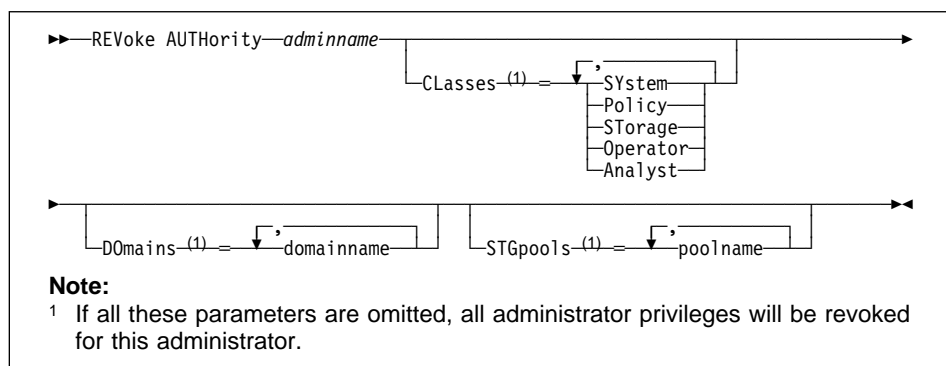 REVoke AUTHority adminname
,
CLasses (1) = SYstem
Policy
STorage
Operator
Analyst
, ,
DOmains (1) = domainname STGpools (1) = poolname
Note:
1 If all these parameters are omitted, all administrator privileges will be revoked
for this administrator.